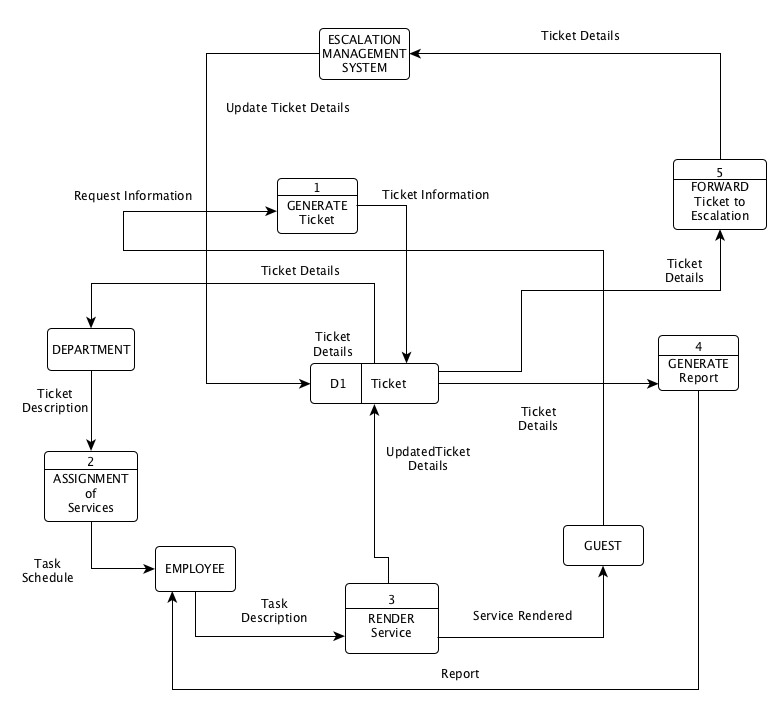 ESCALATION
MANAGEMENT
SYSTEM
Ticket Details
Update Ticket Details
1
GENERATE
Ticket
Request Information
Ticket Information
5
FORWARD
Ticket to
Escalation
Ticket Details
Ticket
Details
DEPARTMENT
Ticket
Details
D1
Ticket
4
GENERATE
Report
Ticket
Description
Ticket
Details
UpdatedTicket
Details
2
ASSIGNMENT
of
Services
GUEST
Task
Schedule
EMPLOYEE
Task
Description
3
RENDER
Service
Service Rendered
Report